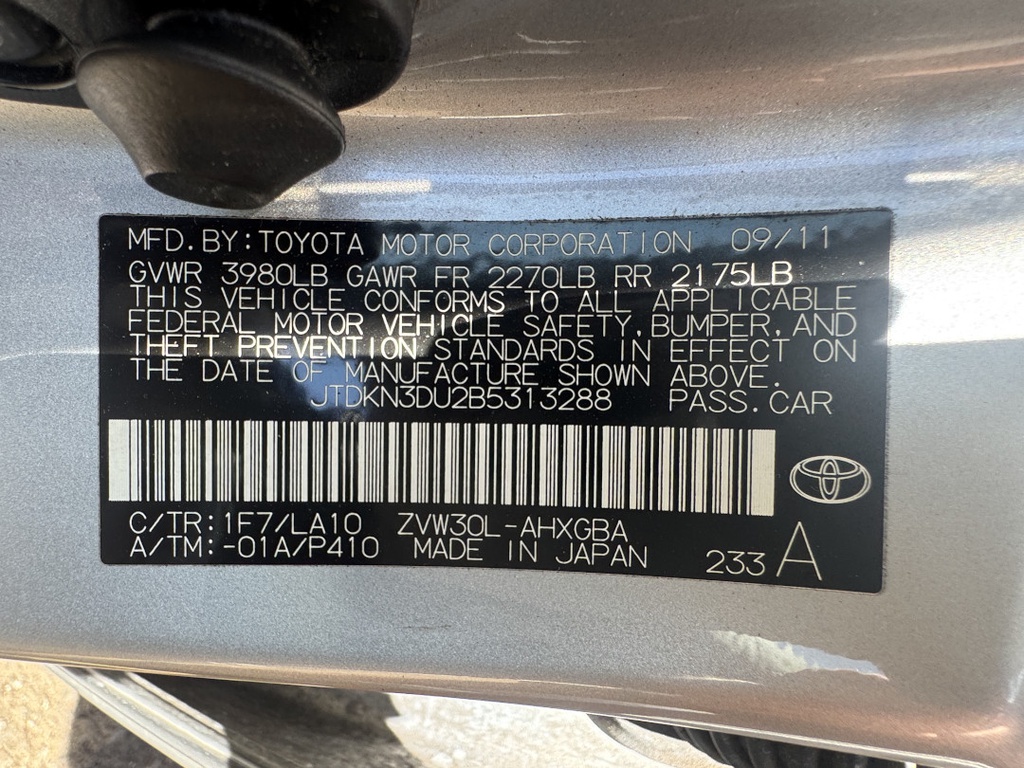 MFD.BY:TOYOTA MOTOR CORPORATION 09/11
GVWR 3980LB GAWR FR 2270LB RR 2175LB
THIS VEHICLE CONFORMS TO ALL APPLICABLE
FEDERAL MOTOR VEHICLE SAFETY, BUMPER, AND
THEFT PREVENTION STANDARDS IN EFFECT ON
THE DATE OF MANUFACTURE SHOWN ABOVE.
JTDKN3DU2B5313288 PASS.CAR
C/TR:1F7/LA10 ZVW30L-AHXGBA
A/TM:-01A/P410 MADE IN JAPAN
233 A